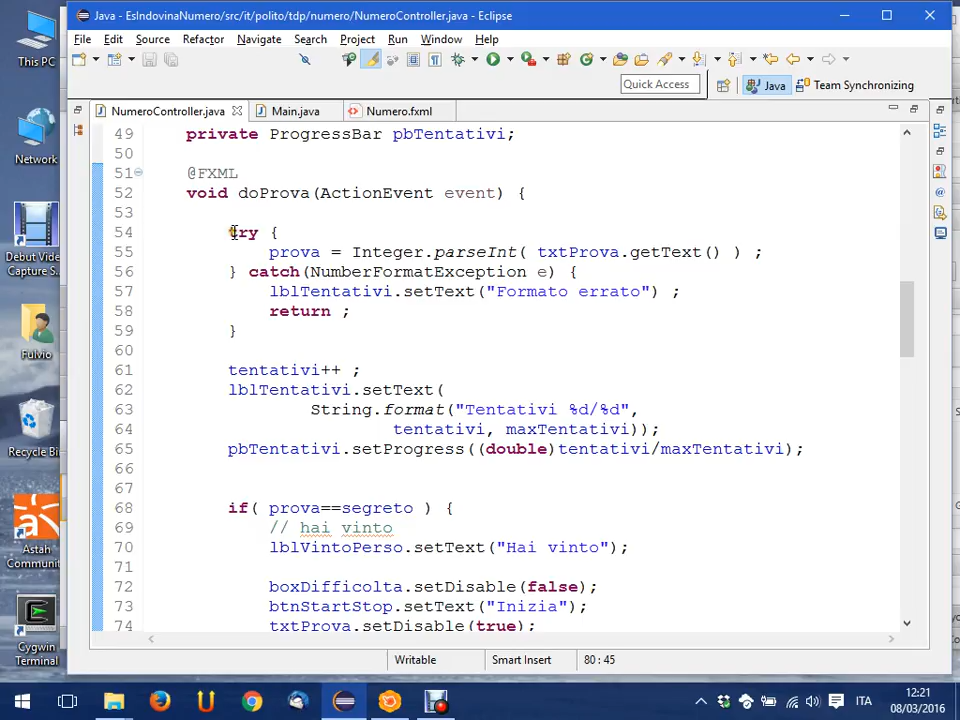 This PC
Network
Debut Video
Capture S...
Fulvio
Recycle
Bin
Astah
Communi...
Cygwin
Terminal
Java - EsIndovinaNumero/src/it/polito/tdp/numero/NumeroController.java - Eclipse
File Edit Source Refactor Navigate Search Project Run Window Help
Quick Access Java Team Synchronizing
NumeroController.java Main.java Numero.fxml
49 private ProgressBar pbTentativi;
50
51 @FXML
52 void doProva(ActionEvent event) {
53
54 try {
55 prova = Integer.parseInt( txtProva.getText() ) ;
56 } catch(NumberFormatException e) {
57 lblTentativi.setText("Formato errato") ;
58 return ;
59 }
60
61 tentativi++ ;
62 lblTentativi.setText(
63 String.format("Tentativi %d/%d",
64 tentativi, maxTentativi));
65 pbTentativi.setProgress((double)tentativi/maxTentativi);
66
67
68 if( prova==segreto ) {
69 // hai vinto
70 lblVintoPerso.setText("Hai vinto");
71
72 boxDifficolta.setDisable(false);
73 btnStartStop.setText("Inizia");
74 txtProva.setDisable(true);
Writable Smart Insert 80 : 45
ITA
12:21
08/03/2016